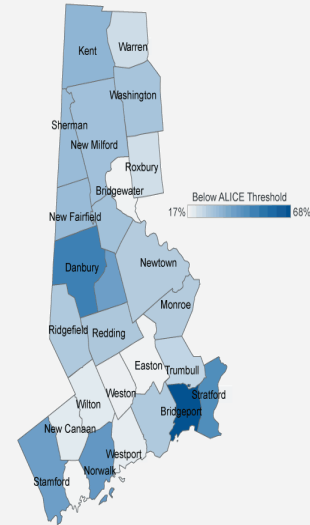 Kent
Warren
Washington
Sherman
New Milford
Roxbury
Bridgewater
Below ALICE Threshold
17% 68%
New Fairfield
Danbury
Newtown
Monroe
Ridgefield
Redding
Easton
Trumbull
Weston
Stratford
Wilton
Bridgeport
New Canaan
Westport
Norwalk
Stamford